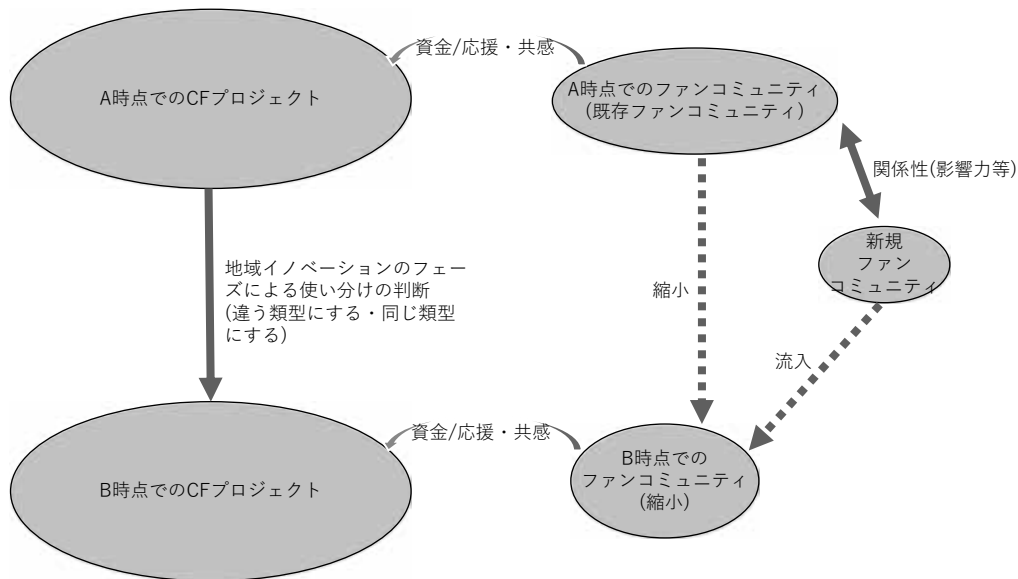 資金/応援・共感
A時点でのCFプロジェクト
A時点でのファンコミュニティ
(既存ファンコミュニティ)
関係性(影響力等)
新規
ファン
コミュニティ
地域イノベーションのフェー
ズによる使い分けの判断
(違う類型にする・同じ類型
にする)
縮小
流入
資金/応援・共感
B時点でのCFプロジェクト
B時点での
ファンコミュニティ
(縮小)